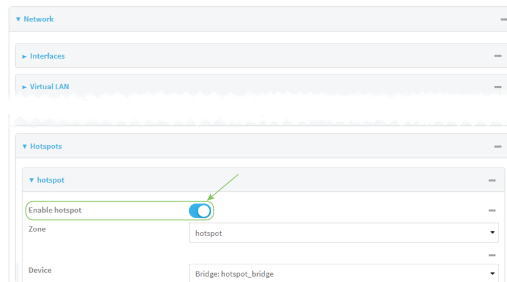 Network
Interfaces
Virtual LAN
Hotspots
hotspot
Enable hotspot
Zone
hotspot
Device
Bridge: hotspot_bridge